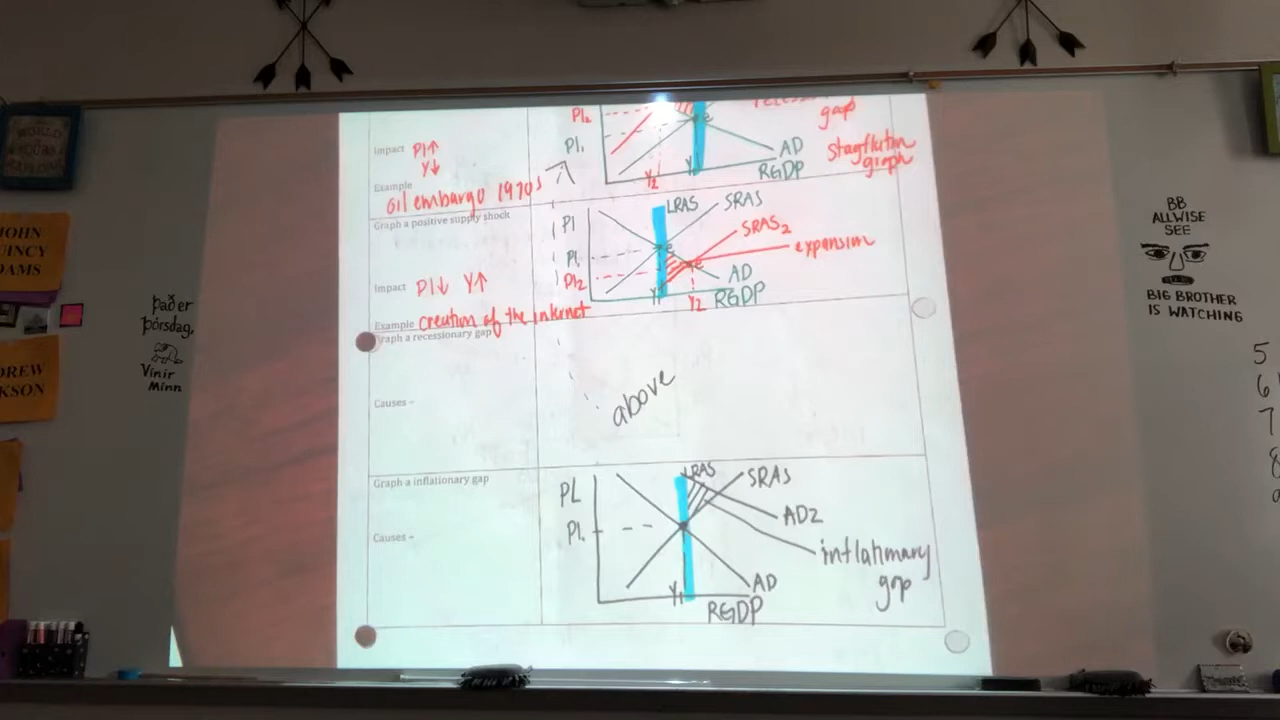 Pl2
gap
Pl1
Impact Pl↑
Y↓
AD
RGDP
Stagflation
graph
Y2
Example
oil embargo 1970s
Graph a positive supply shock
LRAS
SRAS
Pl
SRAS2
expansion
Pl1
Pl2
e
AD
Impact Pl↓ Y↑
Y1
Y2
RGDP
Example creation of the internet
Graph a recessionary gap
Causes -
above
Graph a inflationary gap
LRAS
SRAS
PL
AD2
Pl1
Causes -
inflationary
gap
AD
Y1
RGDP
JOHN
QUINCY
ADAMS
WORLD
þaðer
þórsdag,
Vinir
Minn
BB
ALLWISE
SEE
BIG BROTHER
IS WATCHING
5
6
7
8